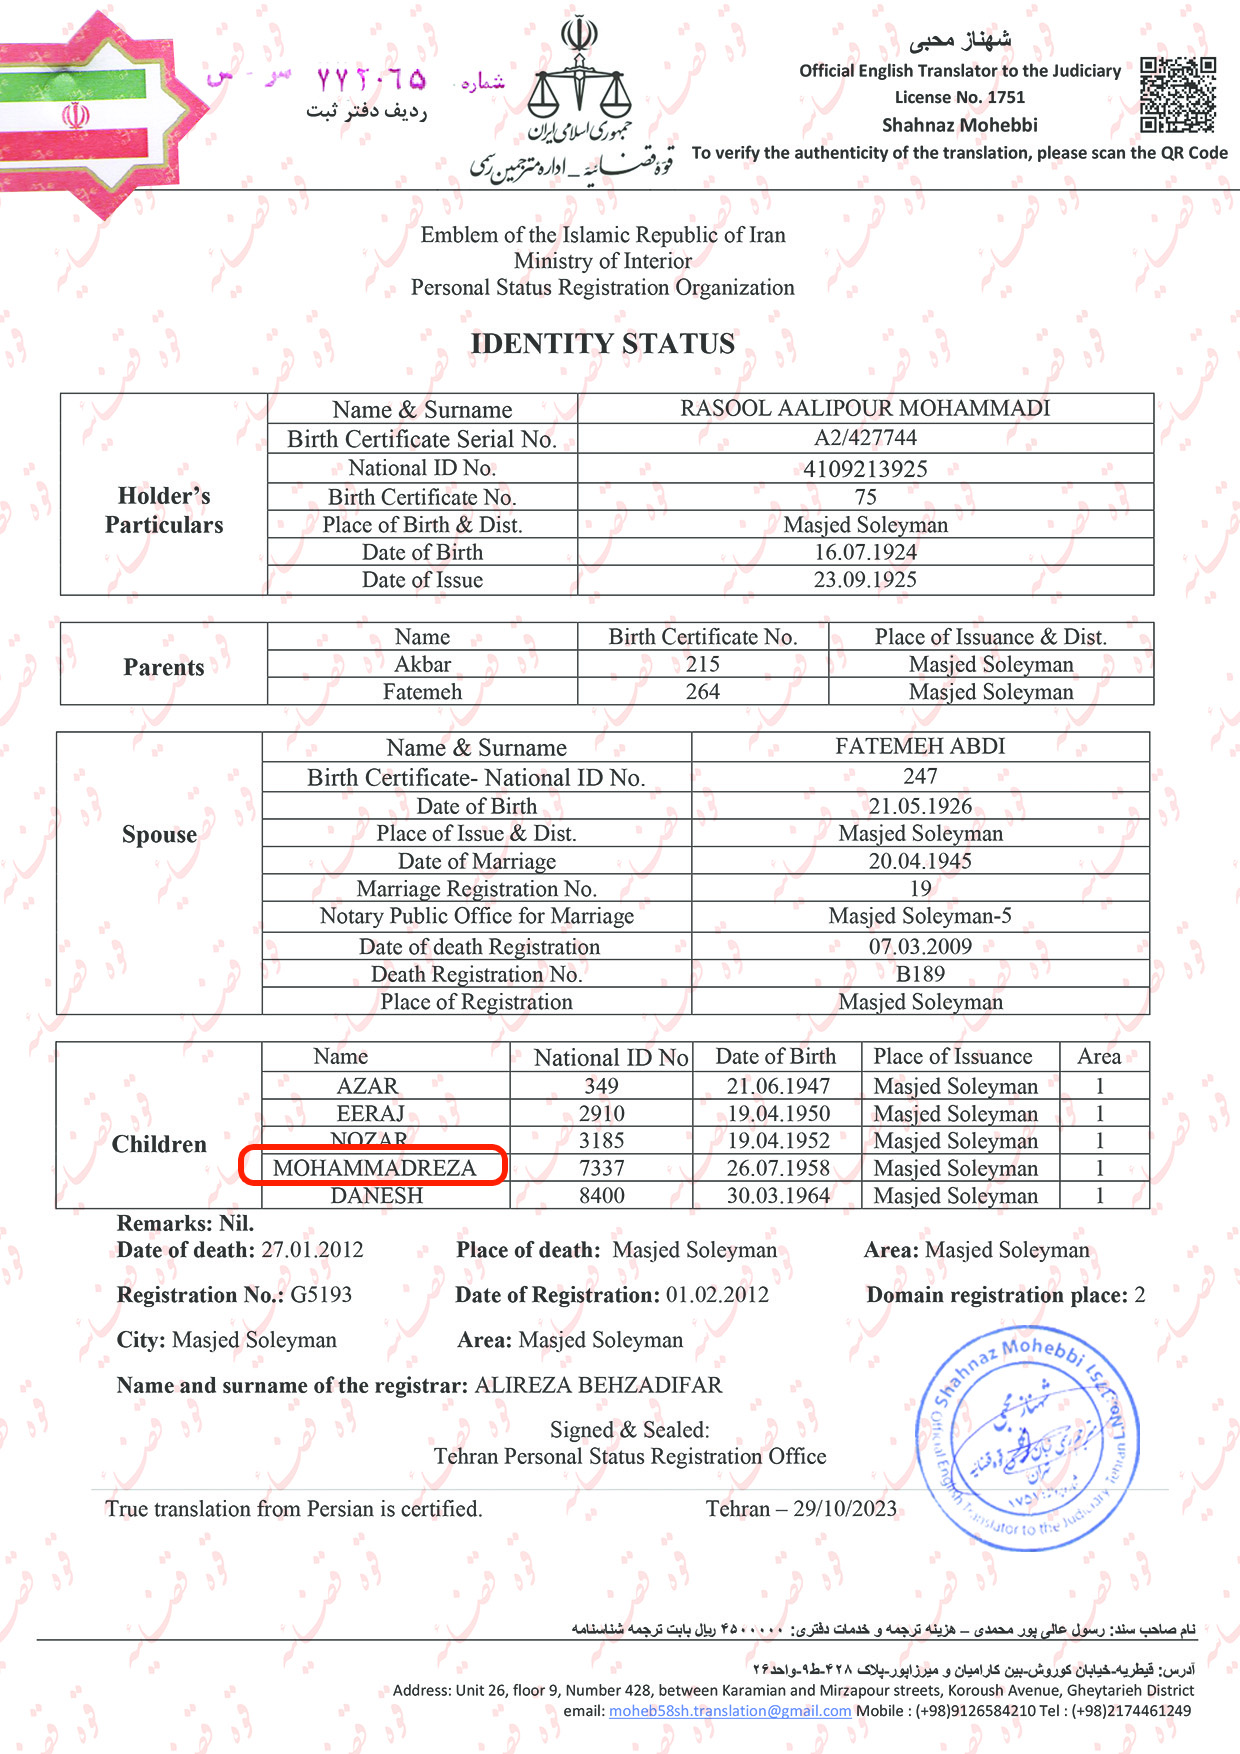 شماره ۷۷۲۰۶۵ س - س
ردیف دفتر ثبت
جمهوری اسلامی ایران
قوه قضائیه - اداره مترجمین رسمی
شهناز محبی
Official English Translator to the Judiciary
License No. 1751
Shahnaz Mohebbi
To verify the authenticity of the translation, please scan the QR Code
Emblem of the Islamic Republic of Iran
Ministry of Interior
Personal Status Registration Organization
IDENTITY STATUS
Holder's Particulars
Name & Surname RASOOL AALIPOUR MOHAMMADI
Birth Certificate Serial No. A2/427744
National ID No. 4109213925
Birth Certificate No. 75
Place of Birth & Dist. Masjed Soleyman
Date of Birth 16.07.1924
Date of Issue 23.09.1925
Parents
Name Birth Certificate No. Place of Issuance & Dist.
Akbar 215 Masjed Soleyman
Fatemeh 264 Masjed Soleyman
Spouse
Name & Surname FATEMEH ABDI
Birth Certificate- National ID No. 247
Date of Birth 21.05.1926
Place of Issue & Dist. Masjed Soleyman
Date of Marriage 20.04.1945
Marriage Registration No. 19
Notary Public Office for Marriage Masjed Soleyman-5
Date of death Registration 07.03.2009
Death Registration No. B189
Place of Registration Masjed Soleyman
Children
Name National ID No Date of Birth Place of Issuance Area
AZAR 349 21.06.1947 Masjed Soleyman 1
EERAJ 2910 19.04.1950 Masjed Soleyman 1
NOZAR 3185 19.04.1952 Masjed Soleyman 1
MOHAMMADREZA 7337 26.07.1958 Masjed Soleyman 1
DANESH 8400 30.03.1964 Masjed Soleyman 1
Remarks: Nil.
Date of death: 27.01.2012 Place of death: Masjed Soleyman Area: Masjed Soleyman
Registration No.: G5193 Date of Registration: 01.02.2012 Domain registration place: 2
City: Masjed Soleyman Area: Masjed Soleyman
Name and surname of the registrar: ALIREZA BEHZADIFAR
Signed & Sealed:
Tehran Personal Status Registration Office
True translation from Persian is certified. Tehran – 29/10/2023
Shahnaz Mohebbi
Official English Translator to the Judiciary
شهناز محبی
تهران
نام صاحب سند: رسول عالی پور محمدی – هزینه ترجمه و خدمات دفتری: ۴۵۰۰۰۰۰ ریال بابت ترجمه شناسنامه
آدرس: قیطریه-خیابان کوروش-بین کارامیان و میرزاپور-پلاک ۴۲۸-ط۹-واحد۲۶
Address: Unit 26, floor 9, Number 428, between Karamian and Mirzapour streets, Koroush Avenue, Gheytarieh District
email: moheb58sh.translation@gmail.com Mobile : (+98)9126584210 Tel : (+98)2174461249